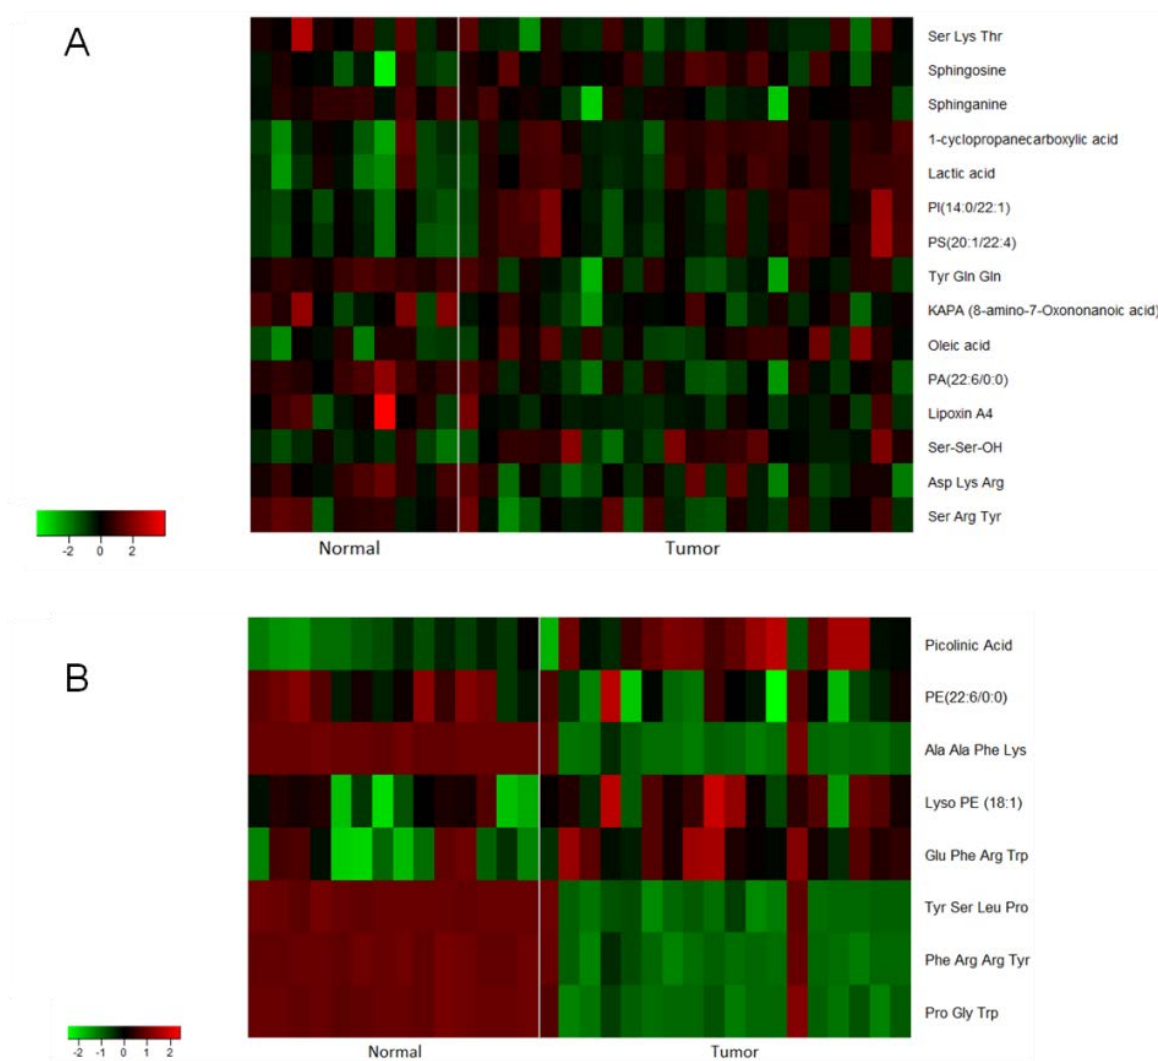 A
Ser Lys Thr
Sphingosine
Sphinganine
1-cyclopropanecarboxylic acid
Lactic acid
PI(14:0/22:1)
PS(20:1/22:4)
Tyr Gln Gln
KAPA (8-amino-7-Oxononanoic acid)
Oleic acid
PA(22:6/0:0)
Lipoxin A4
Ser-Ser-OH
Asp Lys Arg
Ser Arg Tyr
-2 0 2
Normal Tumor
B
Picolinic Acid
PE(22:6/0:0)
Ala Ala Phe Lys
Lyso PE (18:1)
Glu Phe Arg Trp
Tyr Ser Leu Pro
Phe Arg Arg Tyr
Pro Gly Trp
-2 -1 0 1 2
Normal Tumor